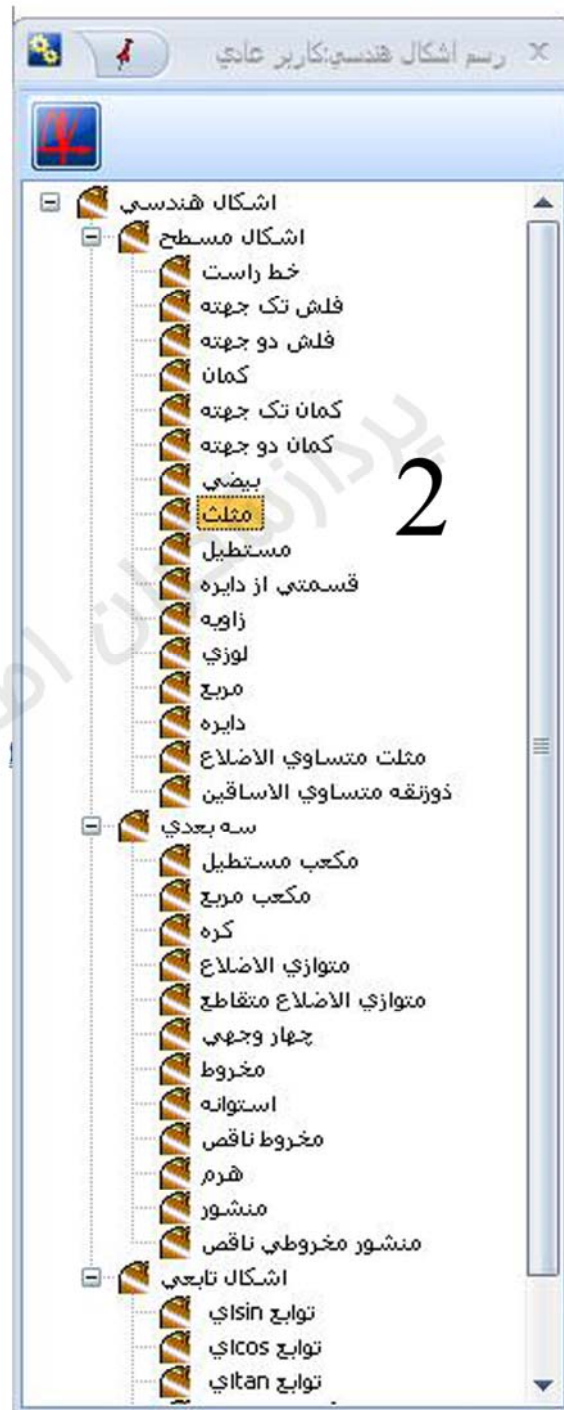 رسم اشکال هندسي:کاربر عادي
اشکال هندسي
اشکال مسطح
خط راست
فلش تک جهته
فلش دو جهته
کمان
کمان تک جهته
کمان دو جهته
بيضي
مثلث
2
مستطيل
قسمتي از دايره
زاويه
لوزي
مربع
دايره
مثلث متساوي الاضلاع
ذوزنقه متساوي الاساقين
سه بعدي
مکعب مستطيل
مکعب مربع
کره
متوازي الاضلاع
متوازي الاضلاع متقاطع
چهار وجهي
مخروط
استوانه
مخروط ناقص
هرم
منشور
منشور مخروطي ناقص
اشکال تابعي
توابع sinاي
توابع cosاي
توابع tanاي
پردازشگران